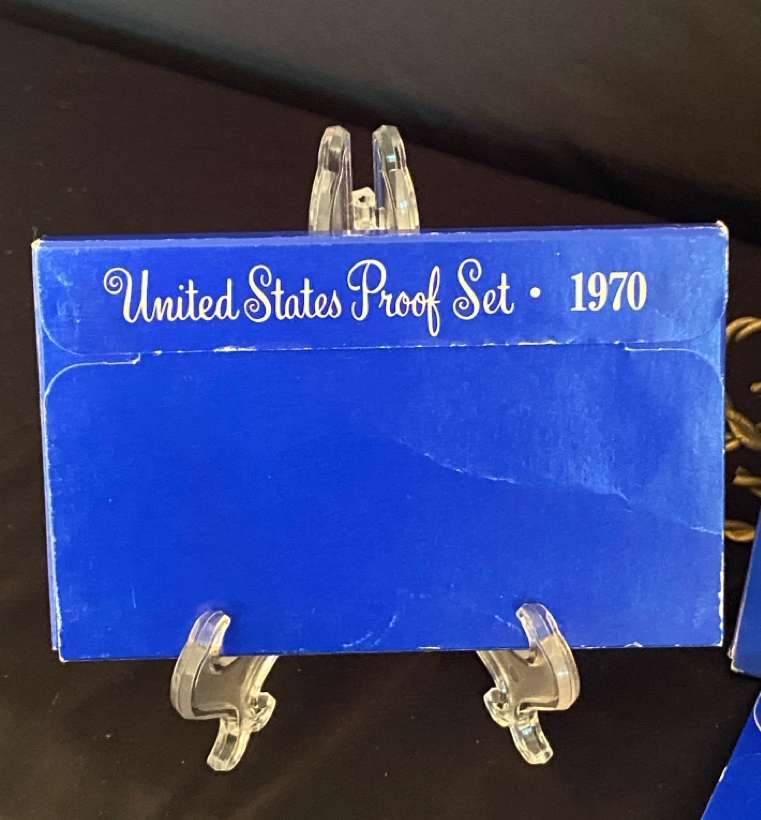 United States Proof Set • 1970